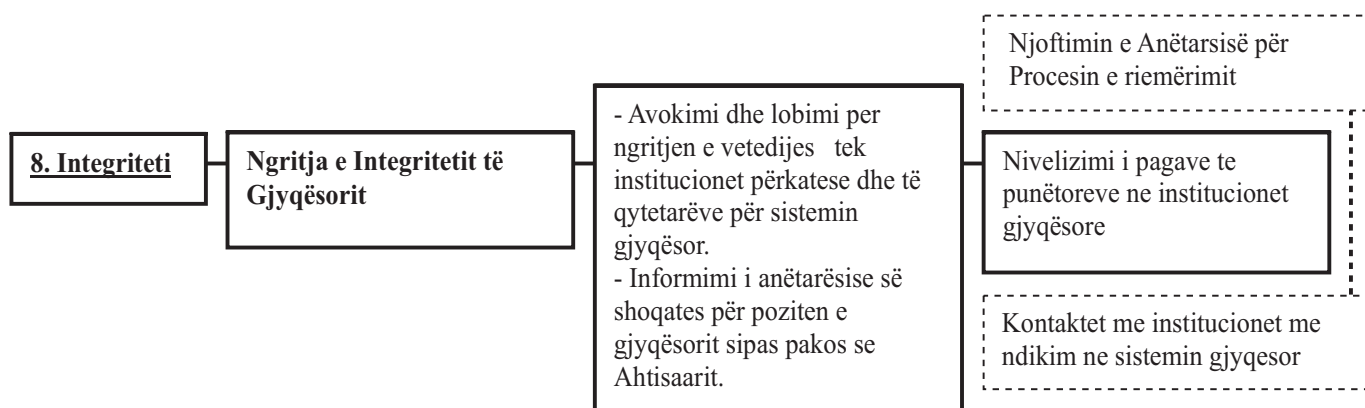 8. Integriteti
Ngritja e Integritetit të
Gjyqësorit
- Avokimi dhe lobimi per
ngritjen e vetedijes tek
institucionet përkatese dhe të
qytetarëve për sistemin
gjyqësor.
- Informimi i anëtarësise së
shoqates për poziten e
gjyqësorit sipas pakos se
Ahtisaarit.
Njoftimin e Anëtarsisë për
Procesin e riemërimit
Nivelizimi i pagave te
punëtoreve ne institucionet
gjyqësore
Kontaktet me institucionet me
ndikim ne sistemin gjyqesor